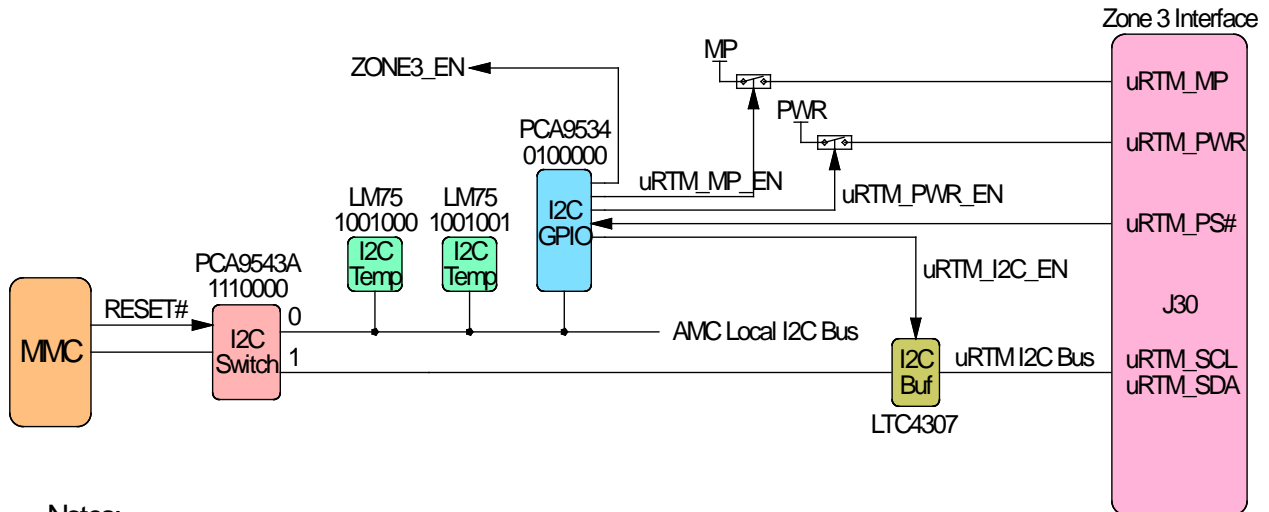 Zone 3 Interface
MP
ZONE3_EN
uRTM_MP
PWR
PCA9534
0100000
uRTM_PWR
uRTM_MP_EN
uRTM_PWR_EN
LM75
1001000
LM75
1001001
I2C
GPIO
uRTM_PS#
I2C
Temp
I2C
Temp
uRTM_I2C_EN
PCA9543A
1110000
RESET#
0
J30
MMC
I2C
Switch
AMC Local I2C Bus
1
I2C
Buf
uRTM I2C Bus
uRTM_SCL
uRTM_SDA
LTC4307
Notes: